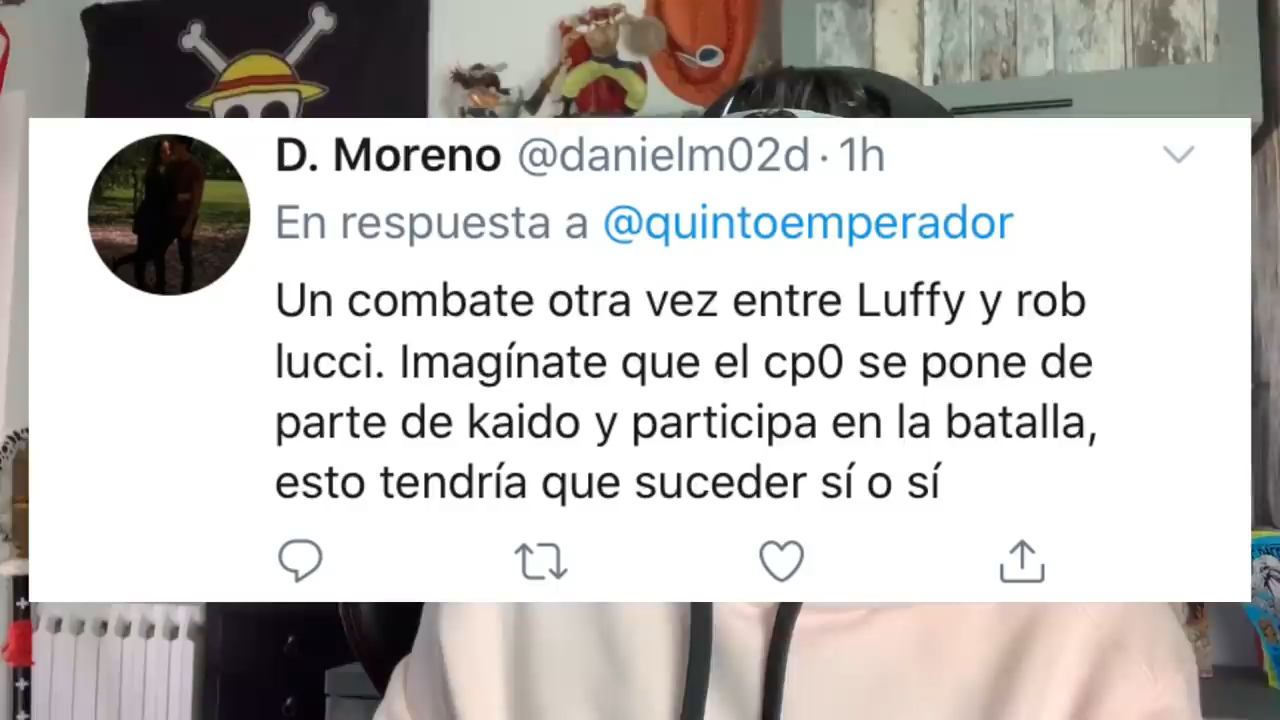 D. Moreno @danielm02d · 1h
En respuesta a @quintoemperador
Un combate otra vez entre Luffy y rob
lucci. Imagínate que el cp0 se pone de
parte de kaido y participa en la batalla,
esto tendría que suceder sí o sí